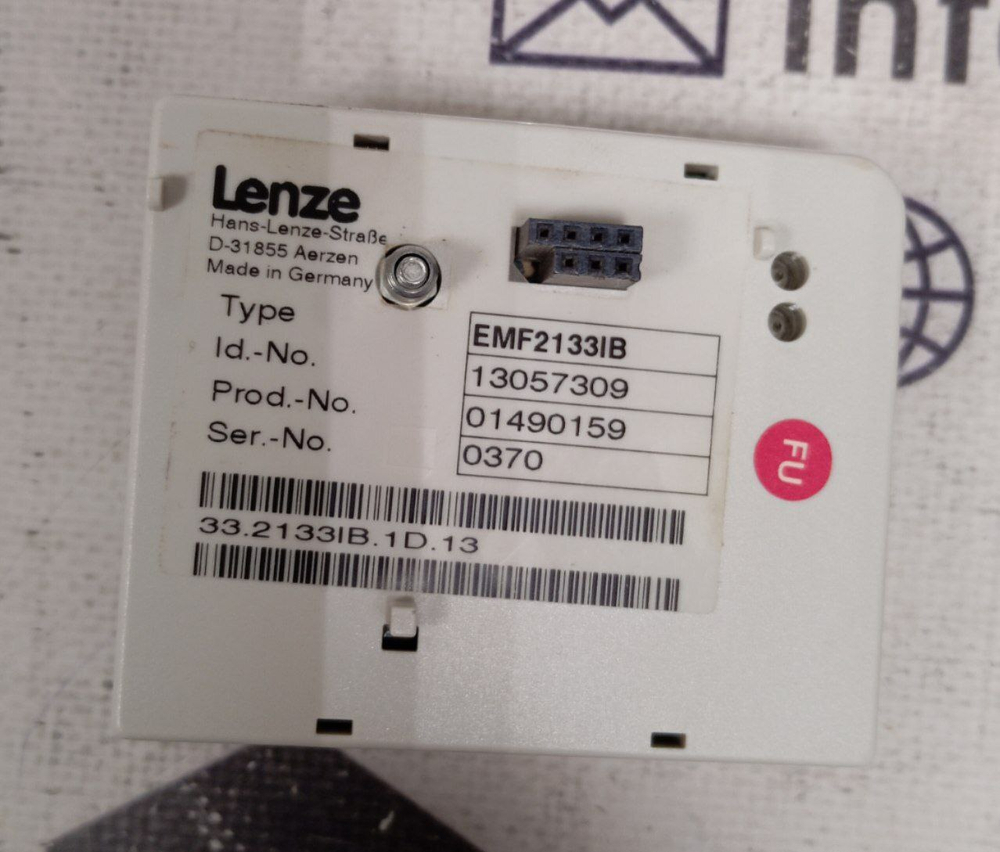 Info
Lenze
Hans-Lenze-Straße
D-31855 Aerzen
Made in Germany
Type EMF2133IB
Id.-No. 13057309
Prod.-No. 01490159
Ser.-No. 0370
33.2133IB.1D.13
FU